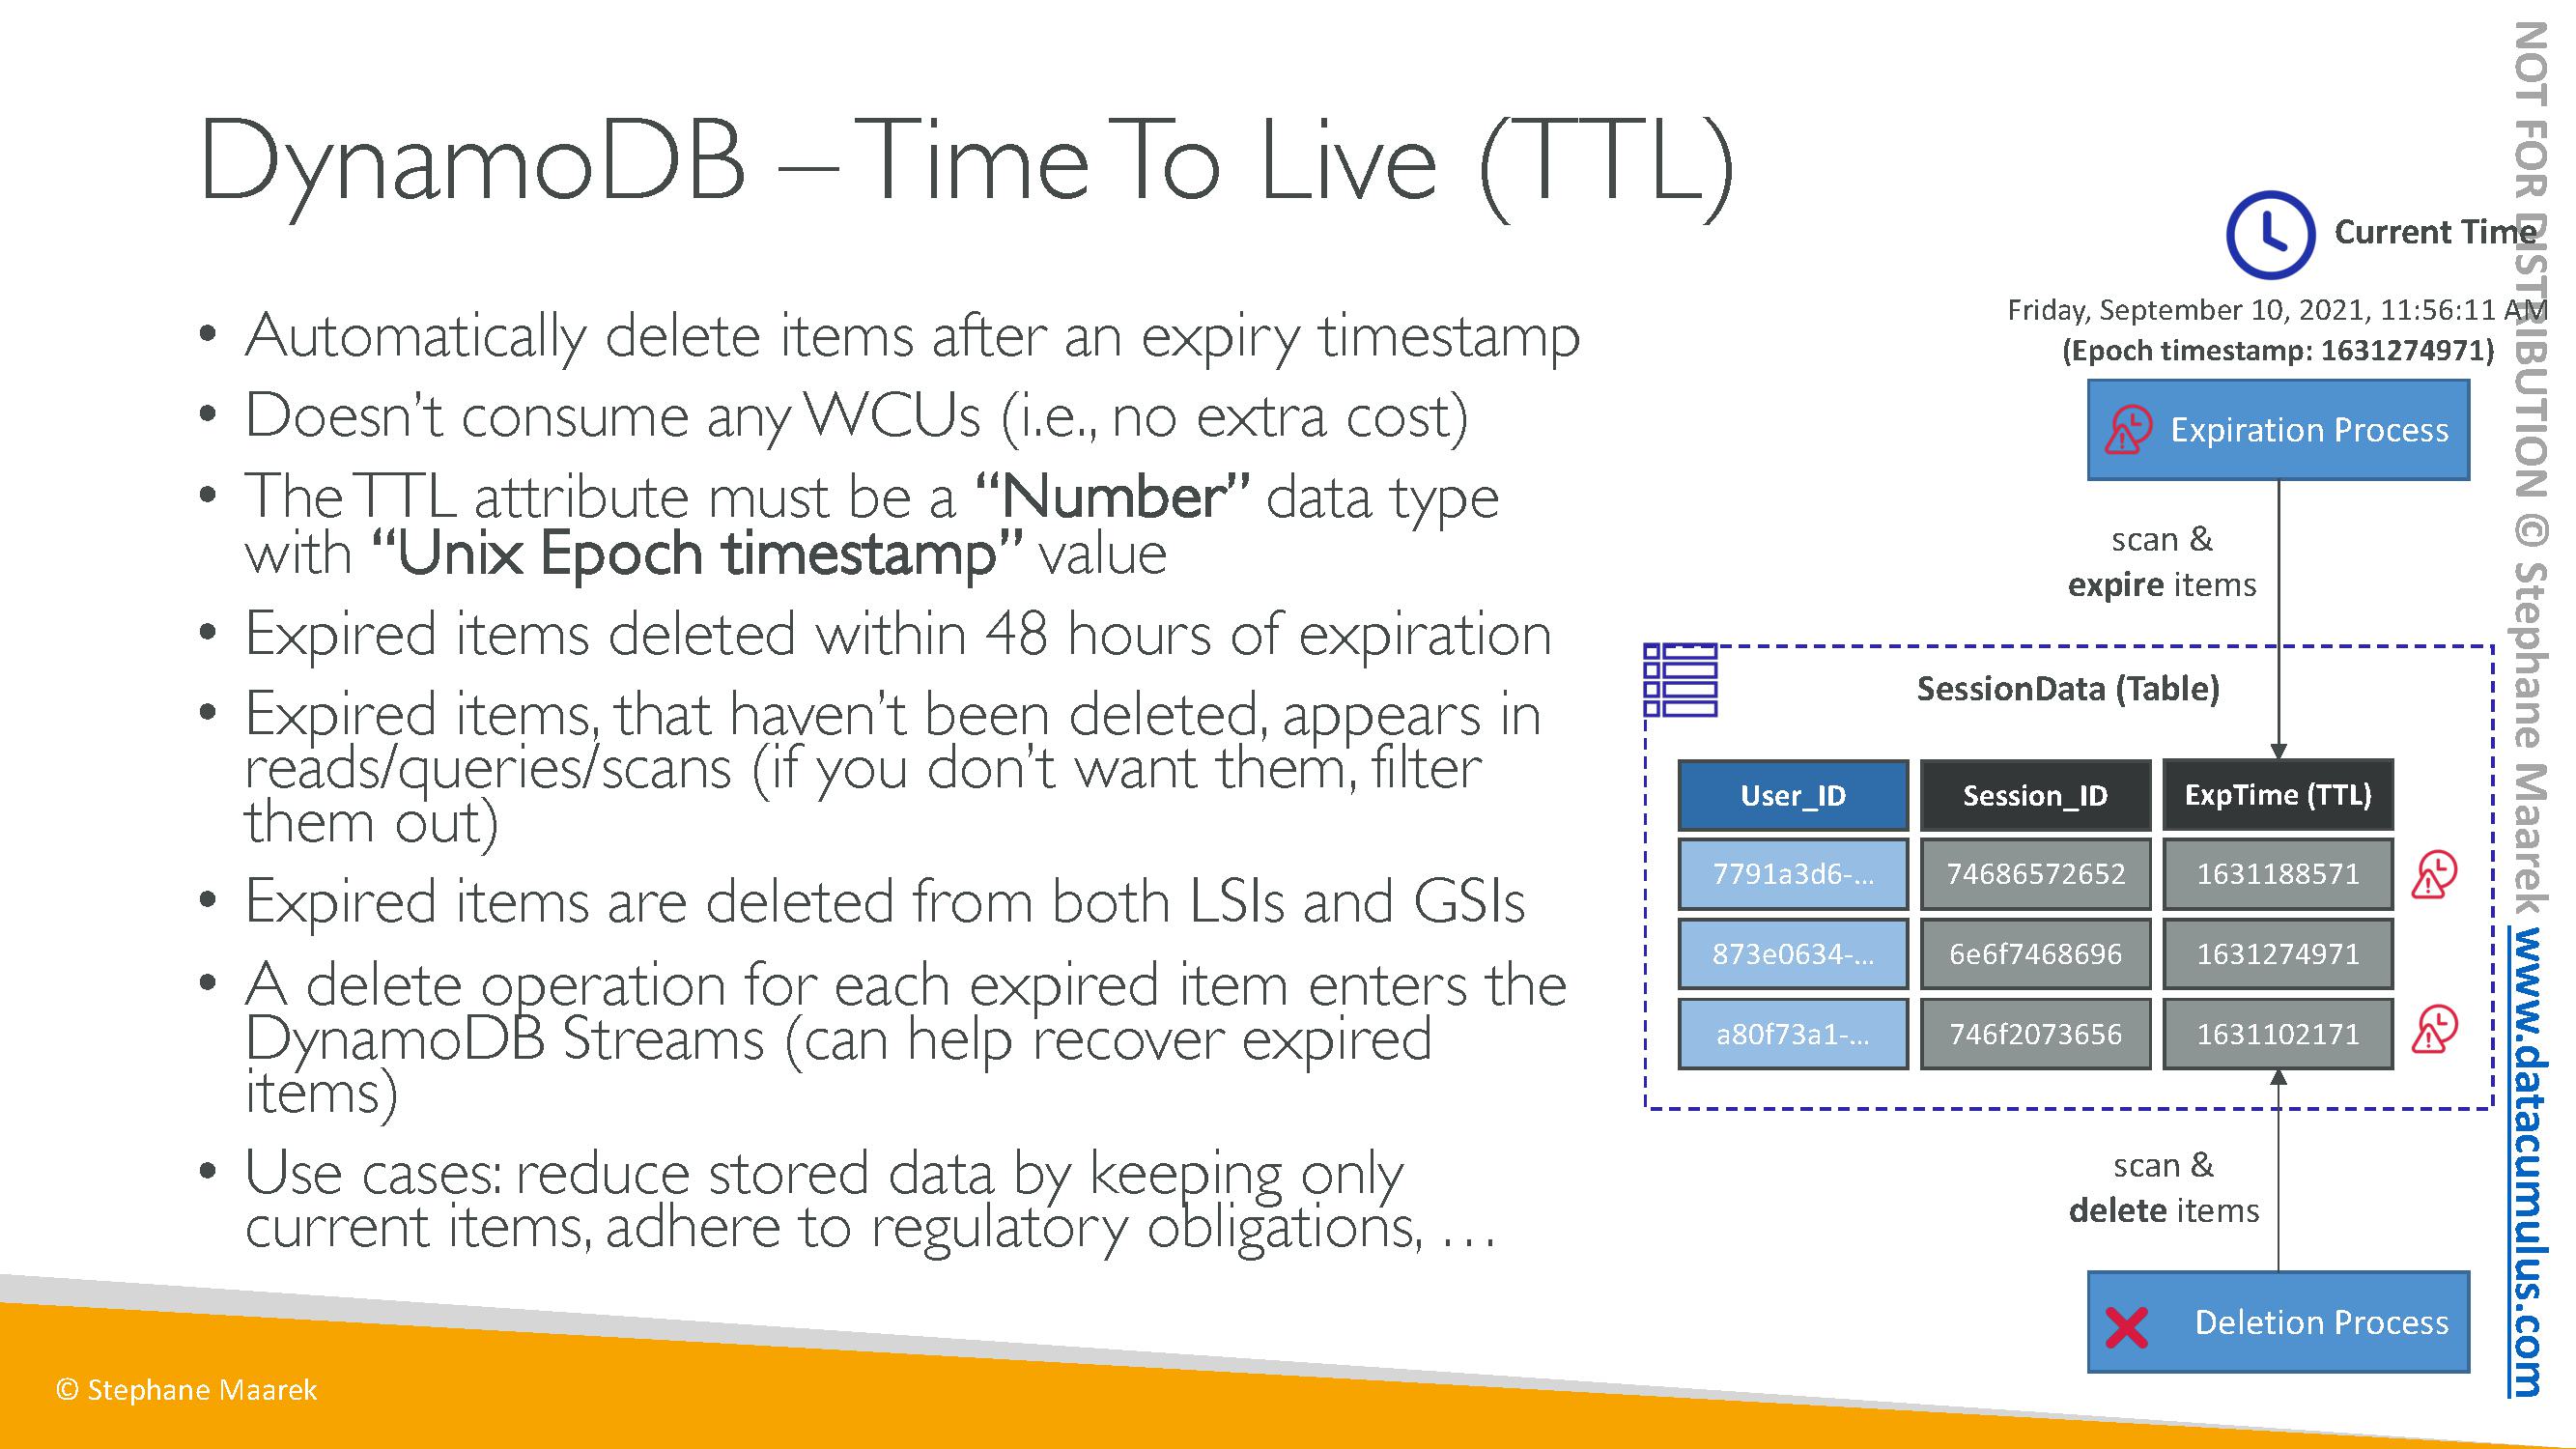 DynamoDB – Time To Live (TTL)
• Automatically delete items after an expiry timestamp
• Doesn’t consume any WCUs (i.e., no extra cost)
• The TTL attribute must be a “Number” data type
with “Unix Epoch timestamp” value
• Expired items deleted within 48 hours of expiration
• Expired items, that haven’t been deleted, appears in
reads/queries/scans (if you don’t want them, filter
them out)
• Expired items are deleted from both LSIs and GSIs
• A delete operation for each expired item enters the
DynamoDB Streams (can help recover expired
items)
• Use cases: reduce stored data by keeping only
current items, adhere to regulatory obligations, …
Current Time
Friday, September 10, 2021, 11:56:11 AM
(Epoch timestamp: 1631274971)
Expiration Process
scan &
expire items
SessionData (Table)
User_ID Session_ID ExpTime (TTL)
7791a3d6-... 74686572652 1631188571
873e0634-... 6e6f7468696 1631274971
a80f73a1-... 746f2073656 1631102171
scan &
delete items
Deletion Process
© Stephane Maarek
NOT FOR DISTRIBUTION © Stephane Maarek www.datacumulus.com